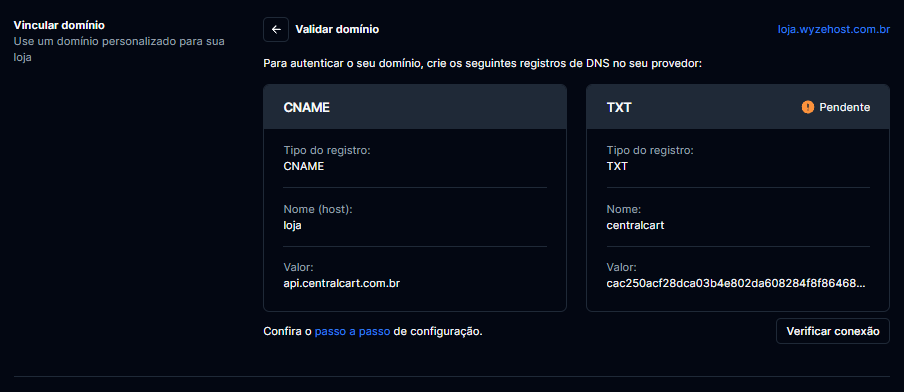 Vincular domínio
Use um domínio personalizado para sua
loja
Validar domínio
loja.wyzehost.com.br
Para autenticar o seu domínio, crie os seguintes registros de DNS no seu provedor:
CNAME
Tipo do registro:
CNAME
Nome (host):
loja
Valor:
api.centralcart.com.br
TXT
Pendente
Tipo do registro:
TXT
Nome:
centralcart
Valor:
cac250acf28dca03b4e802da608284f8f86468...
Confira o passo a passo de configuração.
Verificar conexão